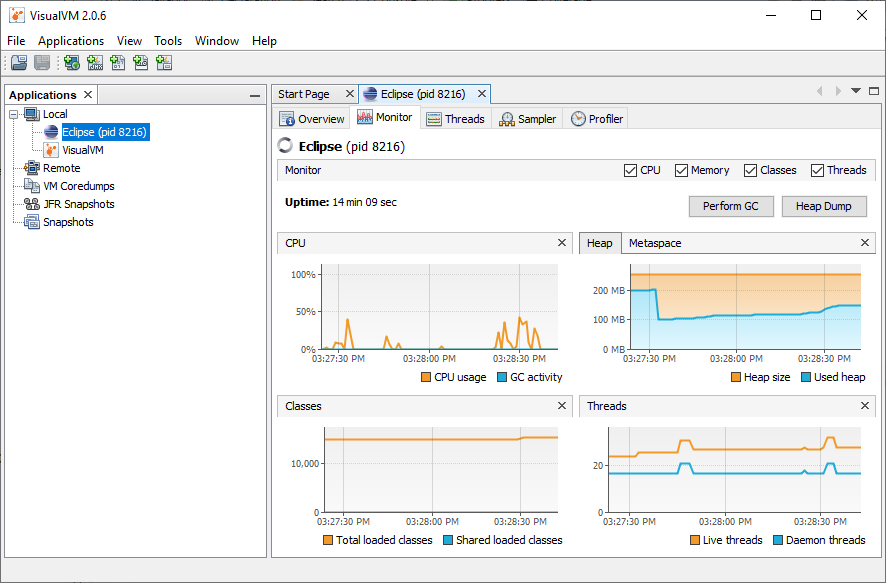 VisualVM 2.0.6
File Applications View Tools Window Help
Applications
Start Page Eclipse (pid 8216)
Local
Eclipse (pid 8216)
VisualVM
Remote
VM Coredumps
JFR Snapshots
Snapshots
Overview Monitor Threads Sampler Profiler
Eclipse (pid 8216)
Monitor CPU Memory Classes Threads
Uptime: 14 min 09 sec Perform GC Heap Dump
CPU
100%
50%
0%
03:27:30 PM 03:28:00 PM 03:28:30 PM
CPU usage GC activity
Heap Metaspace
200 MB
100 MB
0 MB
03:27:30 PM 03:28:00 PM 03:28:30 PM
Heap size Used heap
Classes
10,000
0
03:27:30 PM 03:28:00 PM 03:28:30 PM
Total loaded classes Shared loaded classes
Threads
20
0
03:27:30 PM 03:28:00 PM 03:28:30 PM
Live threads Daemon threads